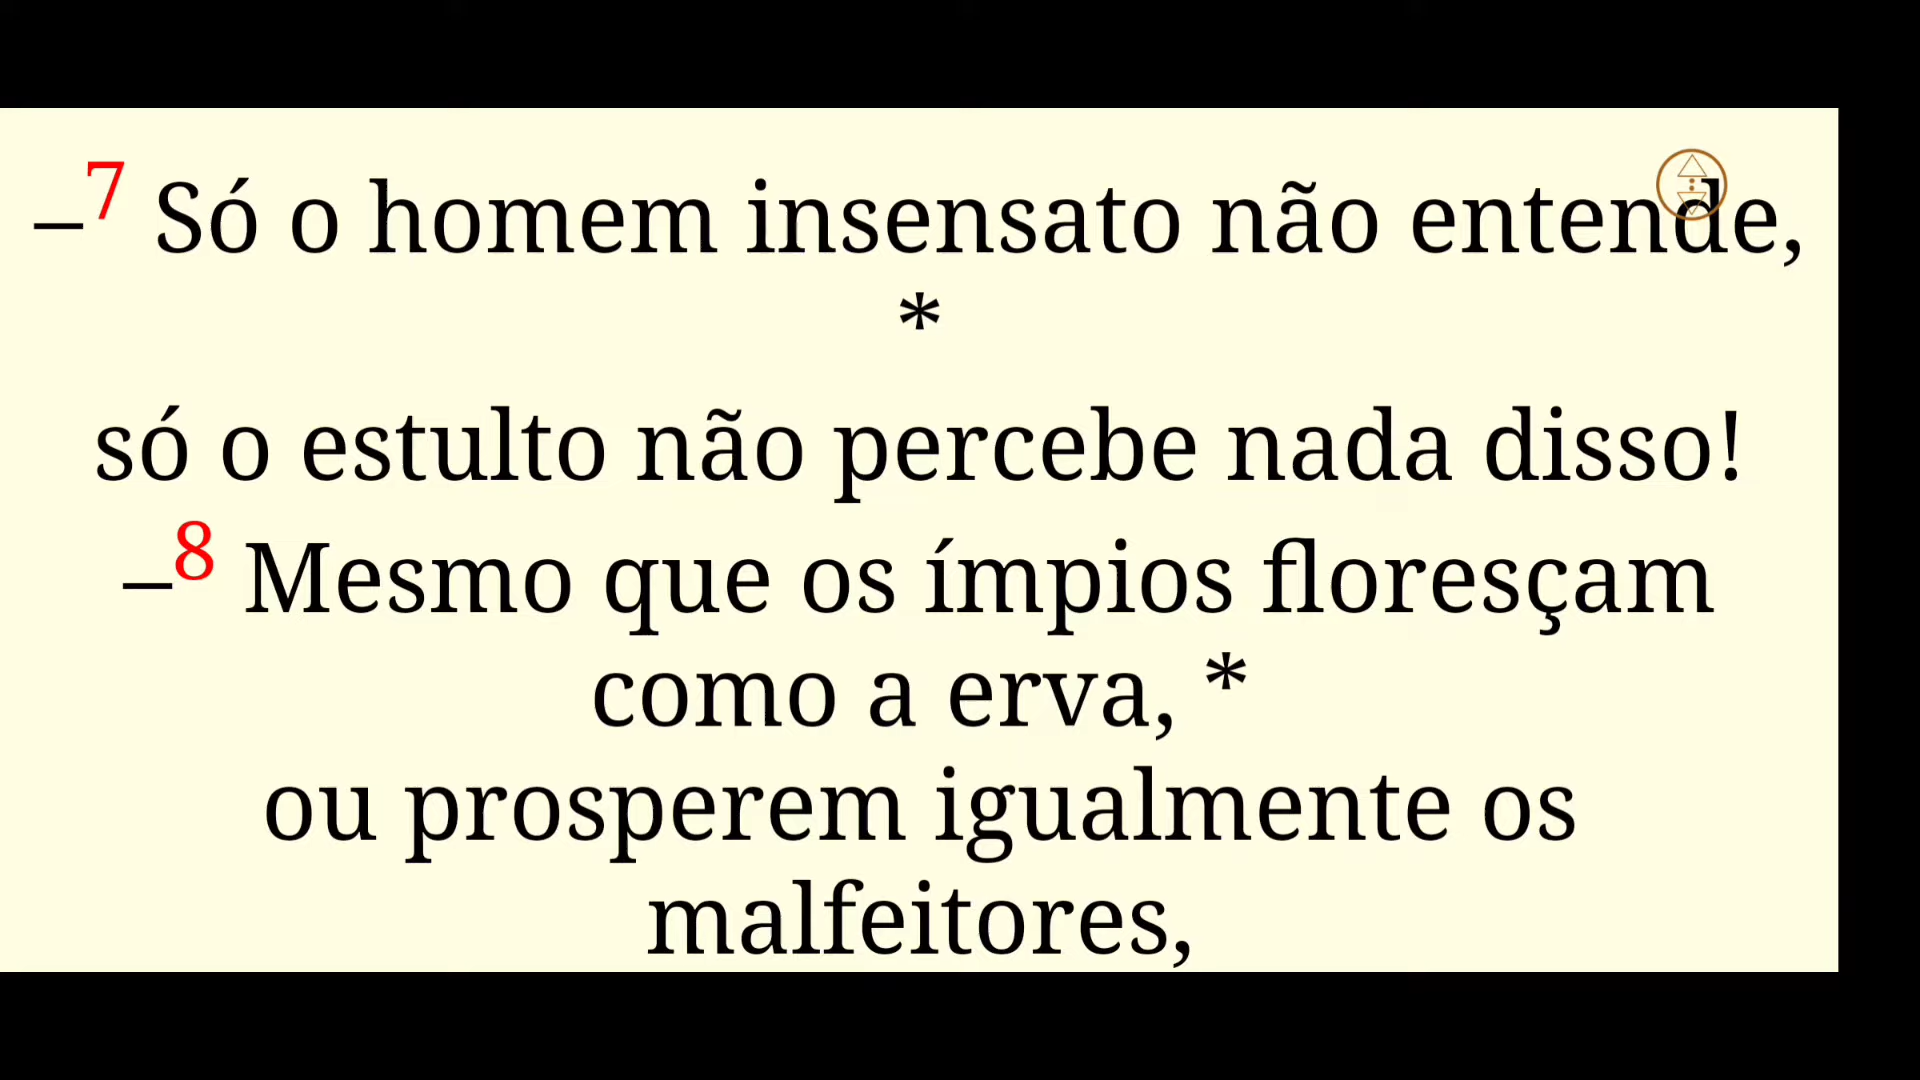 –7 Só o homem insensato não entende,
*
só o estulto não percebe nada disso!
–8 Mesmo que os ímpios floresçam
como a erva, *
ou prosperem igualmente os
malfeitores,